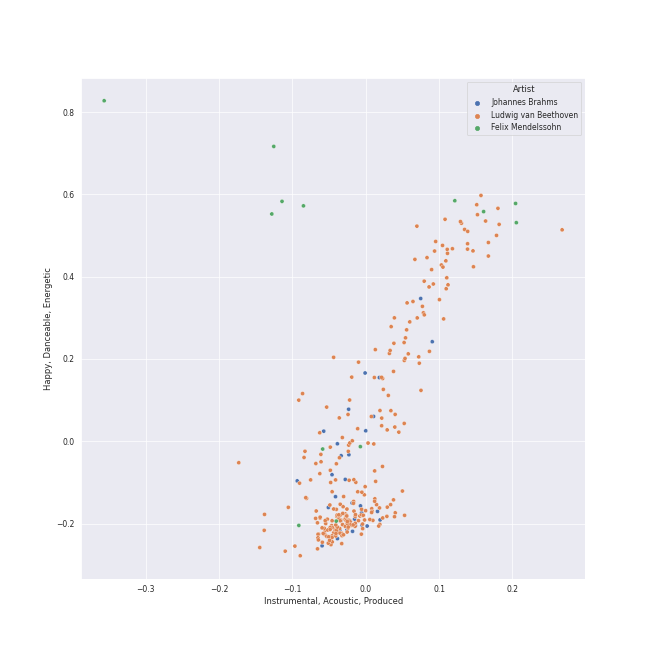 Artist
Johannes Brahms
Ludwig van Beethoven
Felix Mendelssohn
0.8
0.6
0.4
0.2
0.0
−0.2
Happy, Danceable, Energetic
−0.3
−0.2
−0.1
0.0
0.1
0.2
Instrumental, Acoustic, Produced